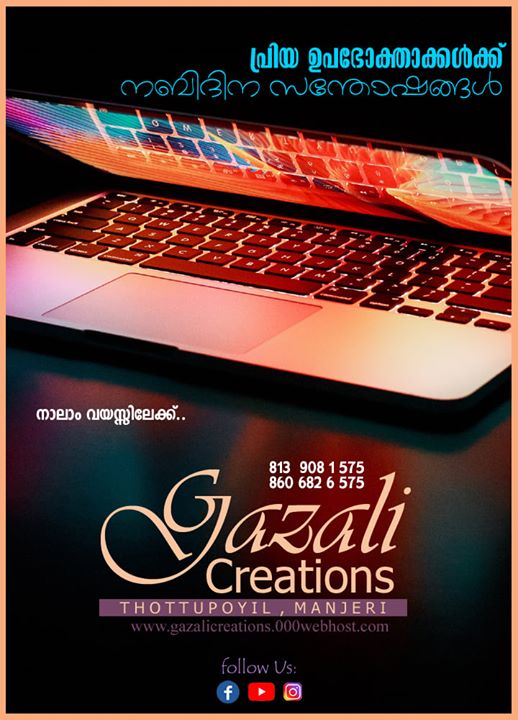 പ്രിയ ഉപഭോക്താക്കൾക്ക്
നബിദിന സന്തോഷങ്ങൾ
നാലാം വയസ്സിലേക്ക്..
813 908 1 575
860 682 6 575
Gazali
Creations
THOTTUPOYIL , MANJERI
www.gazalicreations.000webhost.com
follow Us: